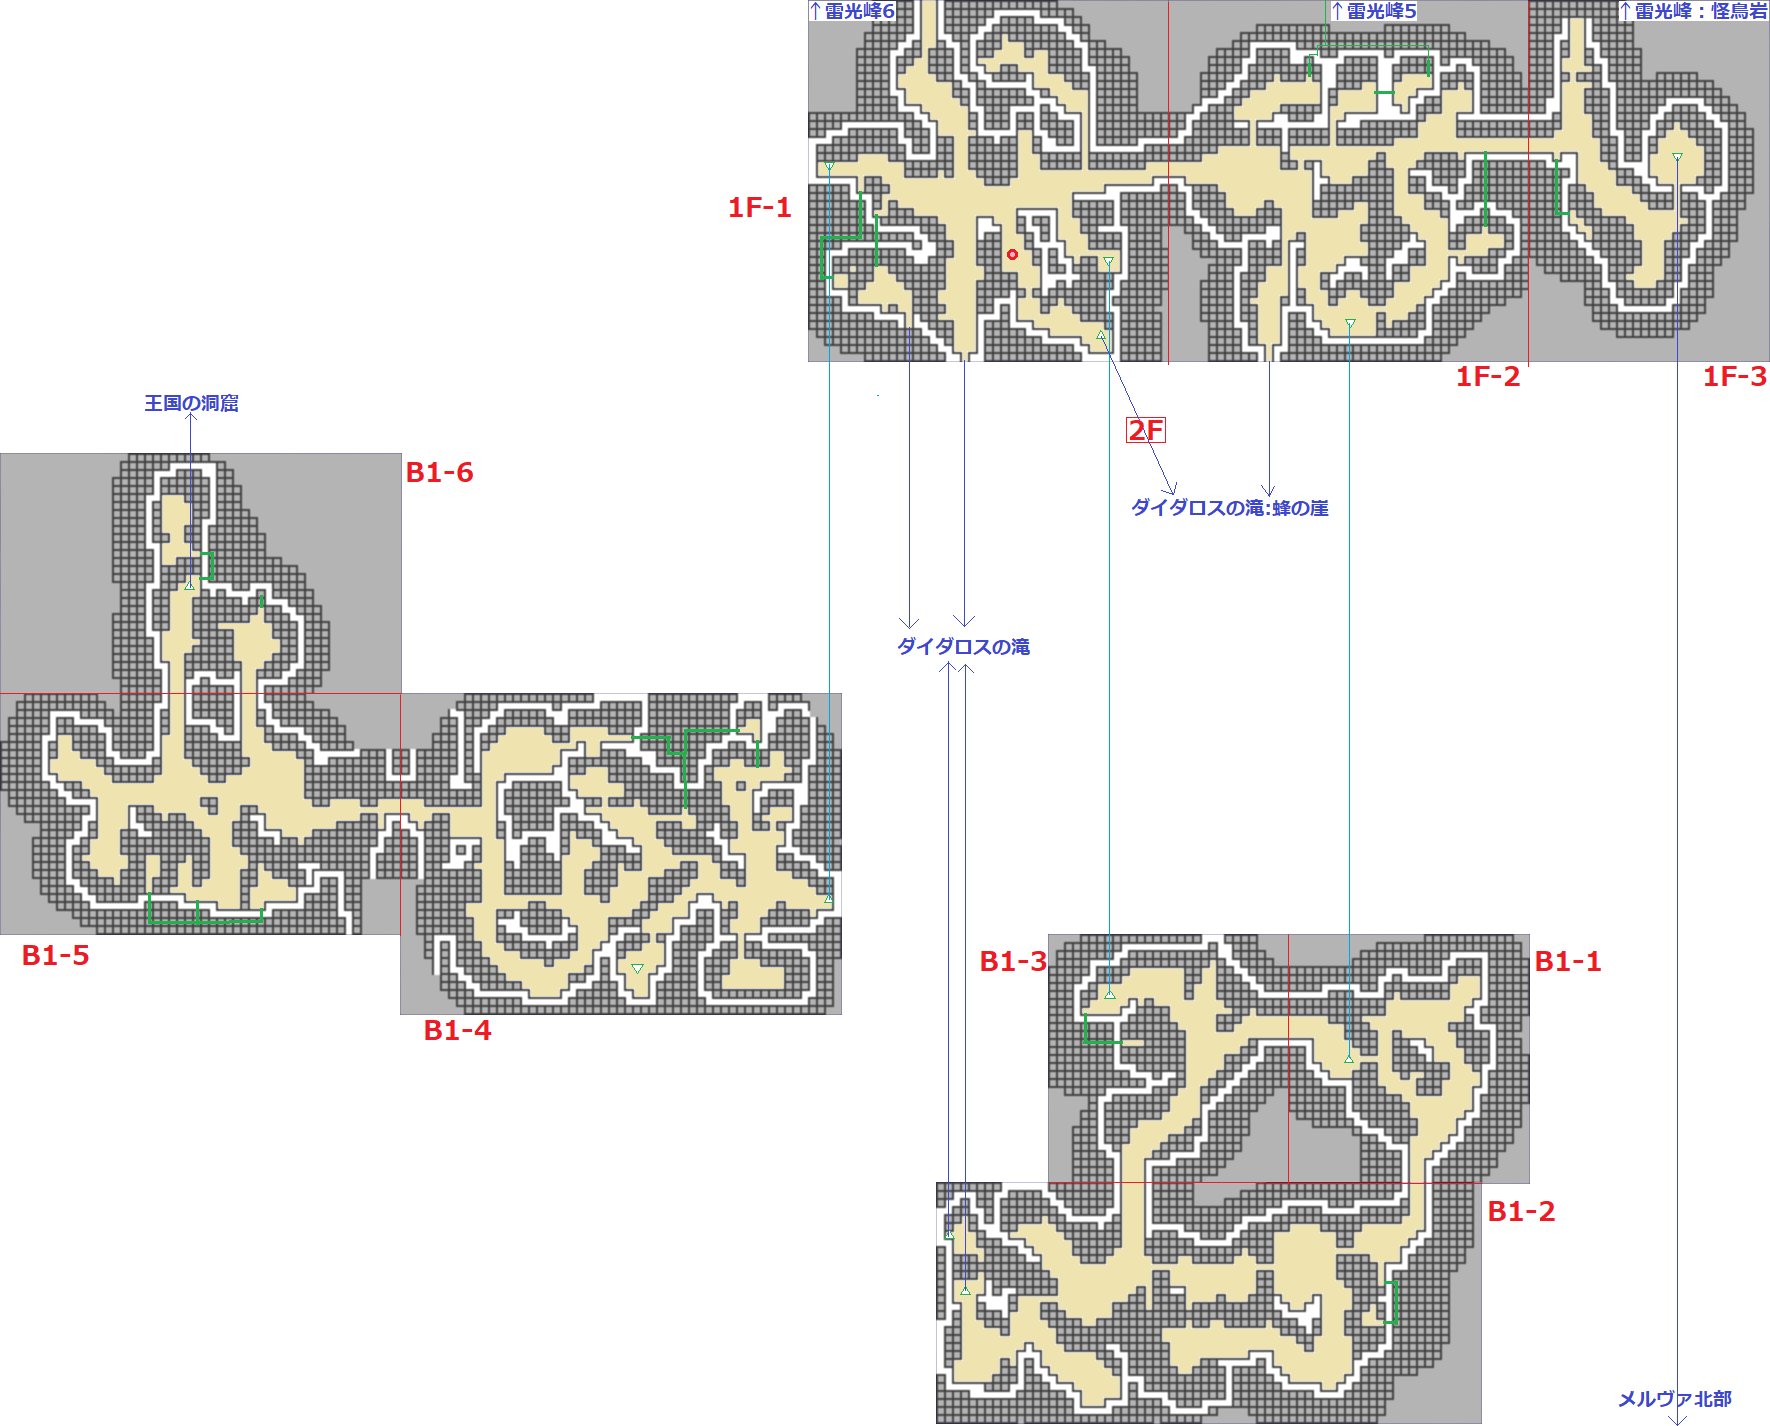 ↑雷光峰6
↑雷光峰5
↑雷光峰：怪鳥岩
1F-1
1F-2
1F-3
王国の洞窟
2F
B1-6
ダイダロスの滝:蜂の崖
ダイダロスの滝
B1-5
B1-3
B1-1
B1-4
B1-2
メルヴァ北部